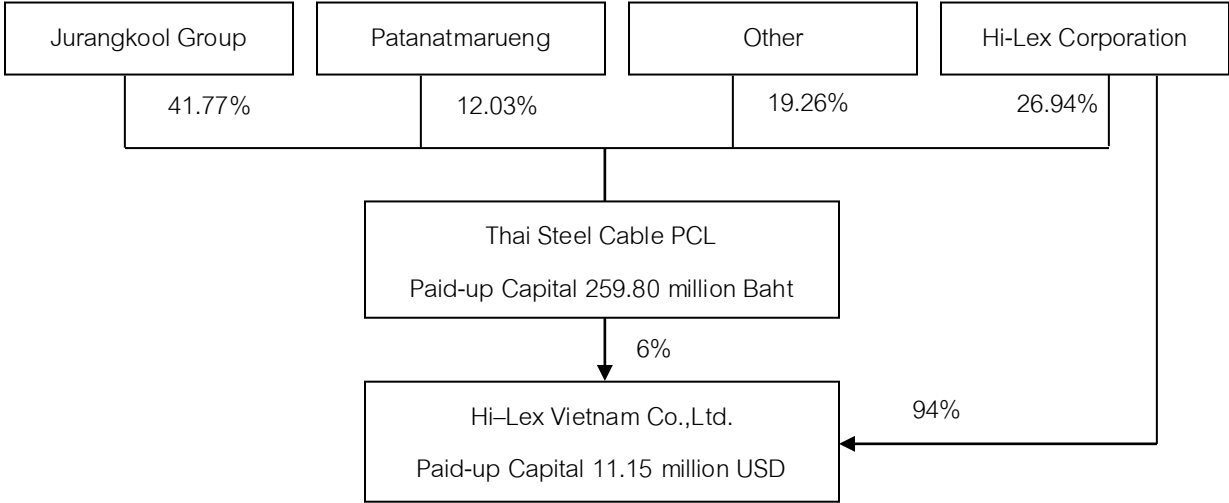 Jurangkool Group
Patanatmarueng
Other
Hi-Lex Corporation
41.77%
12.03%
19.26%
26.94%
Thai Steel Cable PCL
Paid-up Capital 259.80 million Baht
6%
Hi–Lex Vietnam Co.,Ltd.
94%
Paid-up Capital 11.15 million USD